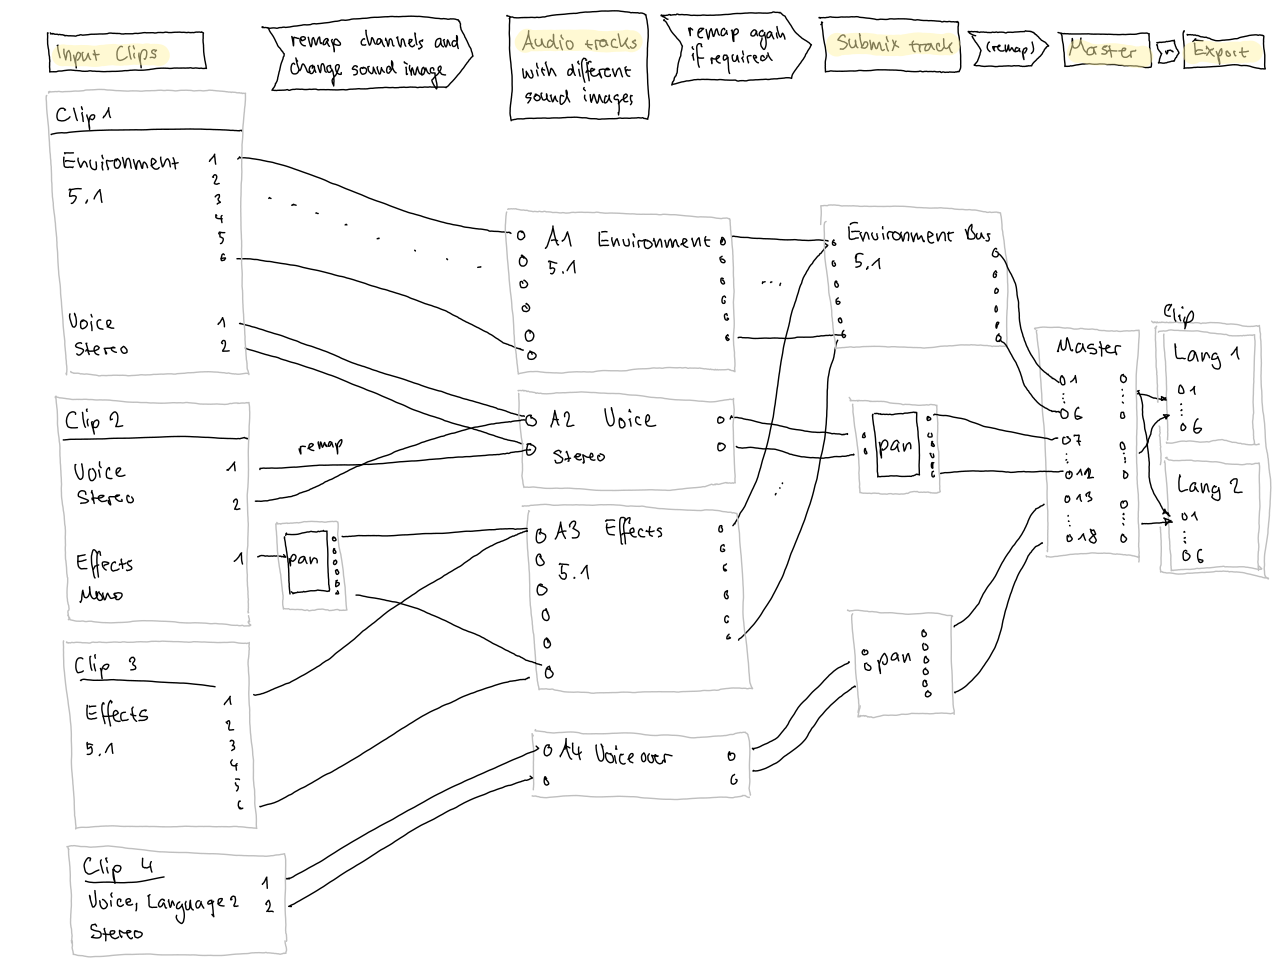 Input Clips
remap channels and
change sound image
Audio tracks
with different
sound images
remap again
if required
Submix track
(remap)
Master
r
Export
Clip 1
Environment 1
2
5.1 3
4
5
6
Voice 1
Stereo 2
Clip 2
Voice 1
Stereo 2
Effects 1
Mono
remap
pan
Clip 3
1
Effects 2
5.1 3
4
5
6
Clip 4
1
Voice, Language 2 2
Stereo
A1 Environment
5.1
...
A2 Voice
Stereo
A3 Effects
5.1
A4 Voice over
Environment Bus
5.1
pan
pan
Master
1
6
7
12
13
18
Clip
Lang 1
1
6
Lang 2
1
6